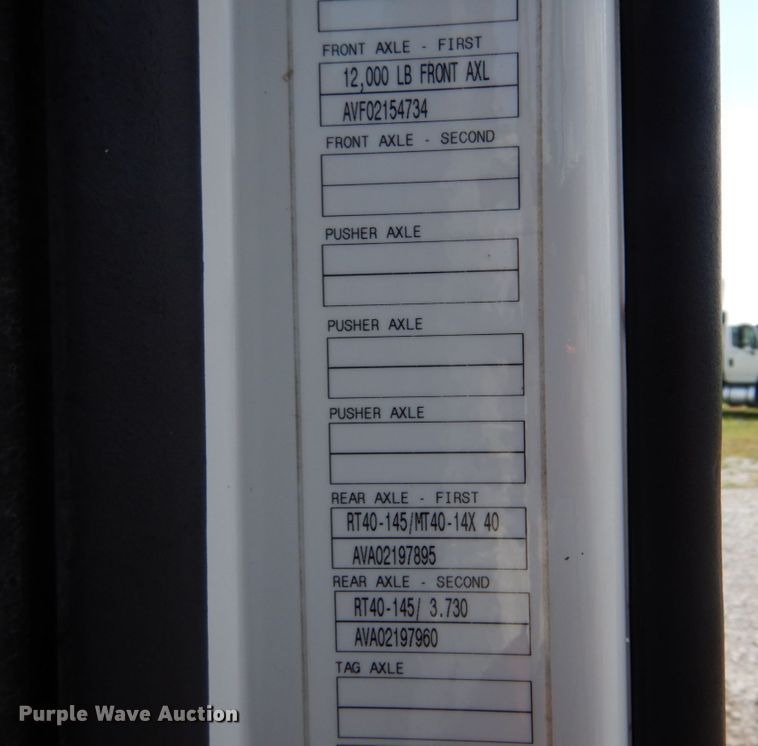 FRONT AXLE - FIRST
12,000 LB FRONT AXL
AVF02154734
FRONT AXLE - SECOND
PUSHER AXLE
PUSHER AXLE
PUSHER AXLE
REAR AXLE - FIRST
RT40-145/MT40-14X 40
AVA02197895
REAR AXLE - SECOND
RT40-145/ 3.730
AVA02197960
TAG AXLE
Purple Wave Auction